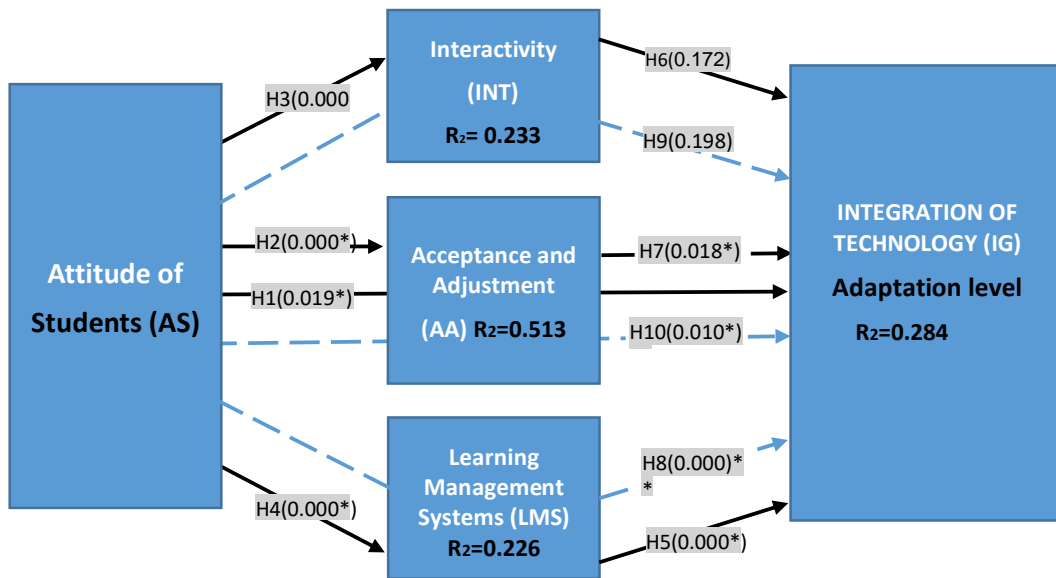 Interactivity
(INT)
R2= 0.233
H3(0.000
H6(0.172)
H9(0.198)
Attitude of
Students (AS)
H2(0.000*)
H1(0.019*)
Acceptance and
Adjustment
(AA) R2=0.513
H7(0.018*)
H10(0.010*)
INTEGRATION OF
TECHNOLOGY (IG)
Adaptation level
R2=0.284
H4(0.000*)
Learning
Management
Systems (LMS)
R2=0.226
H8(0.000)*
*
H5(0.000*)